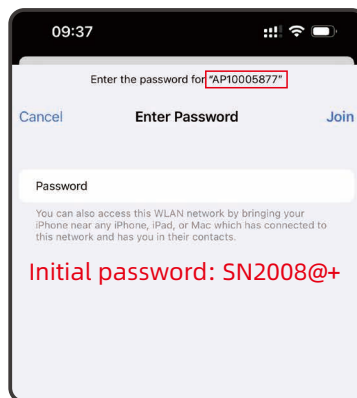 09:37
Enter the password for “AP10005877”
Cancel Enter Password Join
Password
You can also access this WLAN network by bringing your
iPhone near any iPhone, iPad, or Mac which has connected to
this network and has you in their contacts.
Initial password: SN2008@+